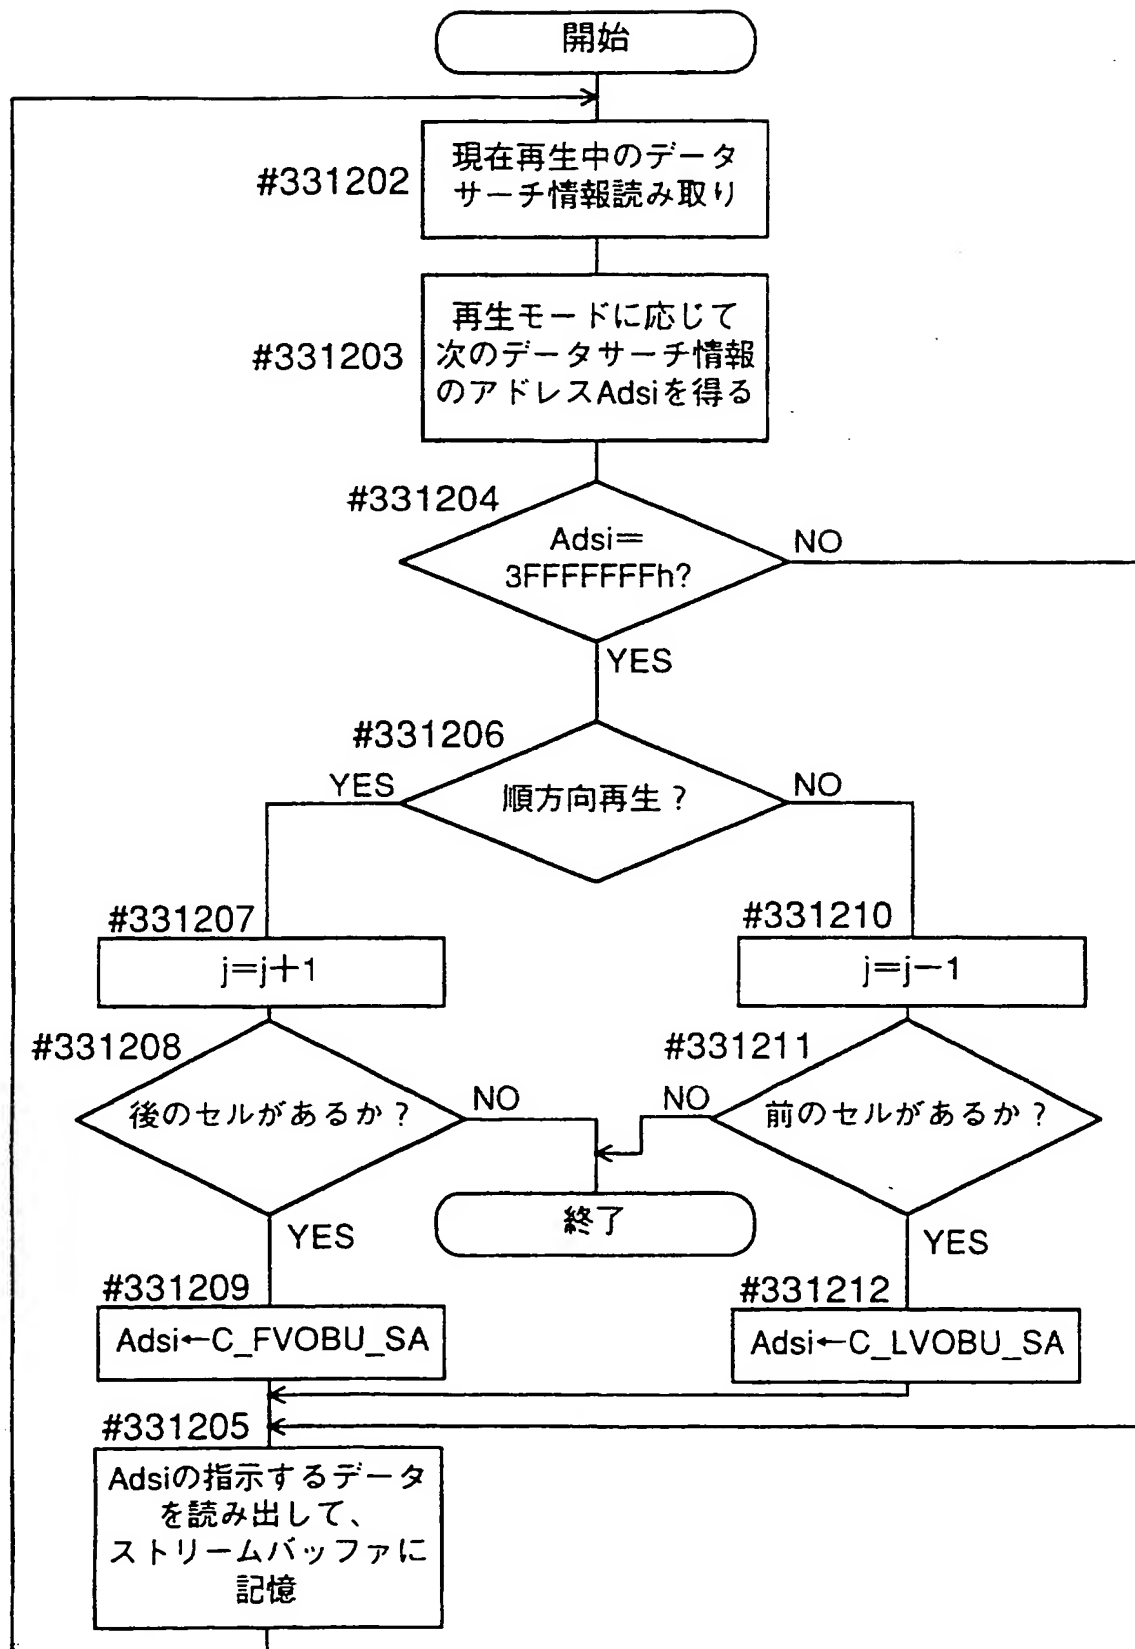 開始
#331202
現在再生中のデータ
サーチ情報読み取り
#331203
再生モードに応じて
次のデータサーチ情報
のアドレスAdsiを得る
#331204
Adsi=
3FFFFFFFh?
NO
YES
#331206
YES
順方向再生?
NO
#331207
j=j+1
#331210
j=j-1
#331208
後のセルがあるか?
NO
#331211
NO
前のセルがあるか?
終了
YES
YES
#331209
Adsi←C_FVOBU_SA
#331212
Adsi←C_LVOBU_SA
#331205
Adsiの指示するデータ
を読み出して、
ストリームバッファに
記憶